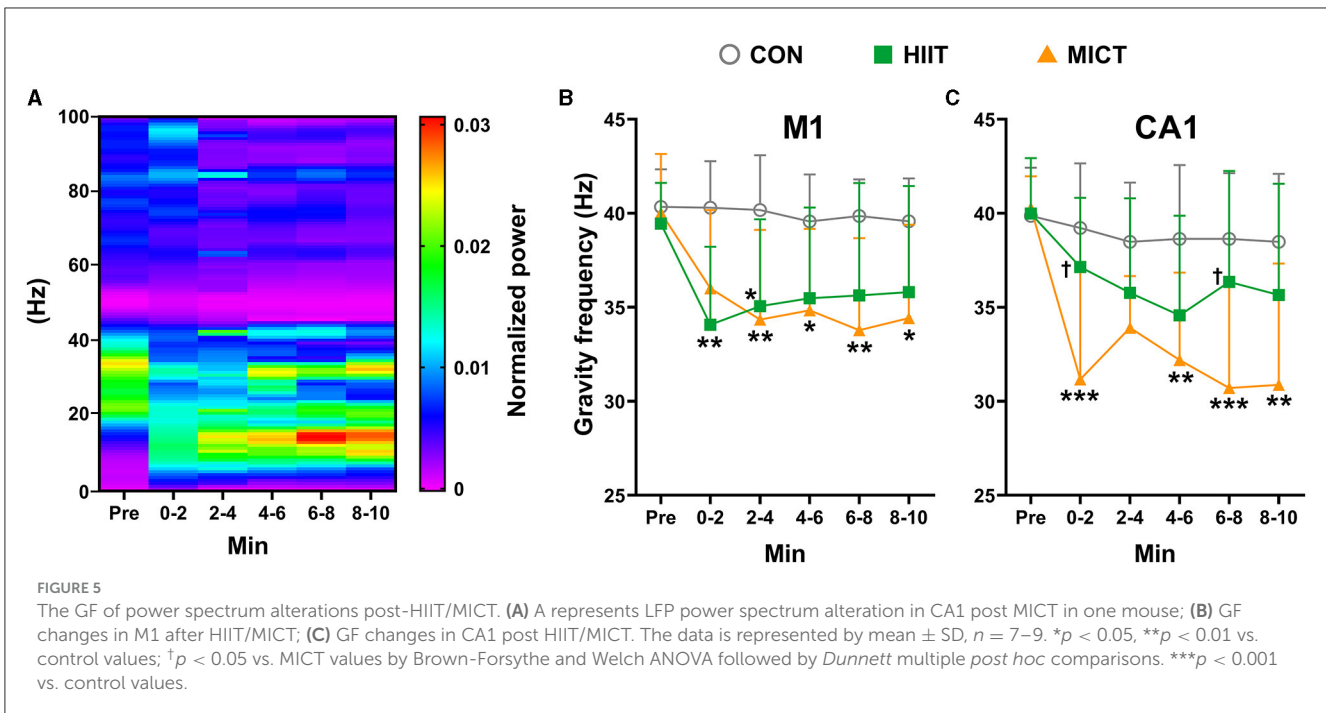 CON HIIT MICT
A
100
80
60
40
20
0
(Hz)
Pre 0-2 2-4 4-6 6-8 8-10
Min
0.03
0.02
0.01
0
Normalized power
B
M1
45
40
35
30
25
Gravity frequency (Hz)
*
** ** * ** *
Pre 0-2 2-4 4-6 6-8 8-10
Min
C
CA1
45
40
35
30
25
† †
*** ** *** **
Pre 0-2 2-4 4-6 6-8 8-10
Min
FIGURE 5
The GF of power spectrum alterations post-HIIT/MICT. (A) A represents LFP power spectrum alteration in CA1 post MICT in one mouse; (B) GF
changes in M1 after HIIT/MICT; (C) GF changes in CA1 post HIIT/MICT. The data is represented by mean ± SD, n = 7–9. *p < 0.05, **p < 0.01 vs.
control values; †p < 0.05 vs. MICT values by Brown-Forsythe and Welch ANOVA followed by Dunnett multiple post hoc comparisons. ***p < 0.001
vs. control values.